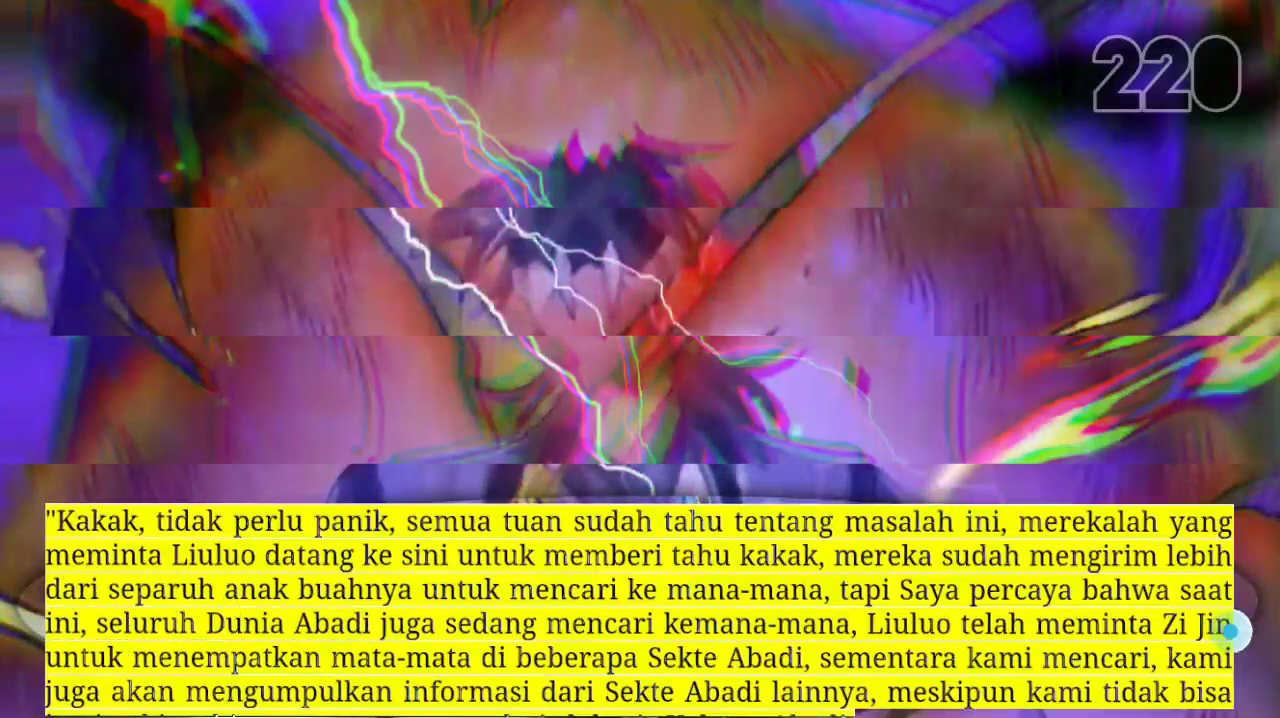 220
"Kakak, tidak perlu panik, semua tuan sudah tahu tentang masalah ini, merekalah yang
meminta Liuluo datang ke sini untuk memberi tahu kakak, mereka sudah mengirim lebih
dari separuh anak buahnya untuk mencari ke mana-mana, tapi Saya percaya bahwa saat
ini, seluruh Dunia Abadi juga sedang mencari kemana-mana, Liuluo telah meminta Zi Jin
untuk menempatkan mata-mata di beberapa Sekte Abadi, sementara kami mencari, kami
juga akan mengumpulkan informasi dari Sekte Abadi lainnya, meskipun kami tidak bisa